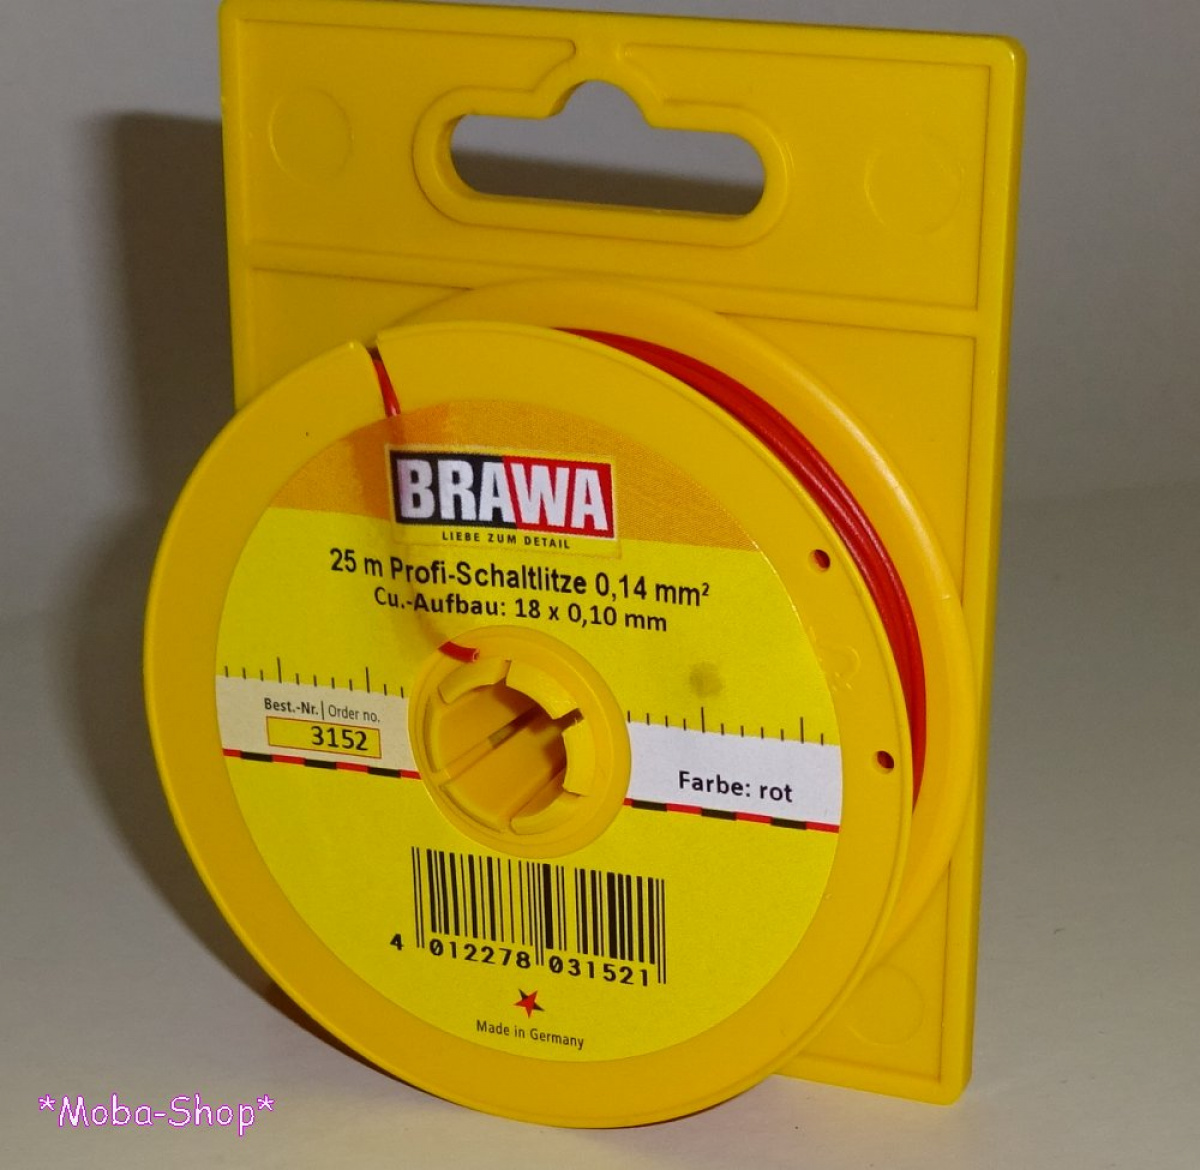 BRAWA
LIEBE ZUM DETAIL
25 m Profi-Schaltlitze 0,14 mm²
Cu.-Aufbau: 18 x 0,10 mm
Best.-Nr. | Order no.
3152
Farbe: rot
4 012278 031521
Made in Germany
*Moba-Shop*